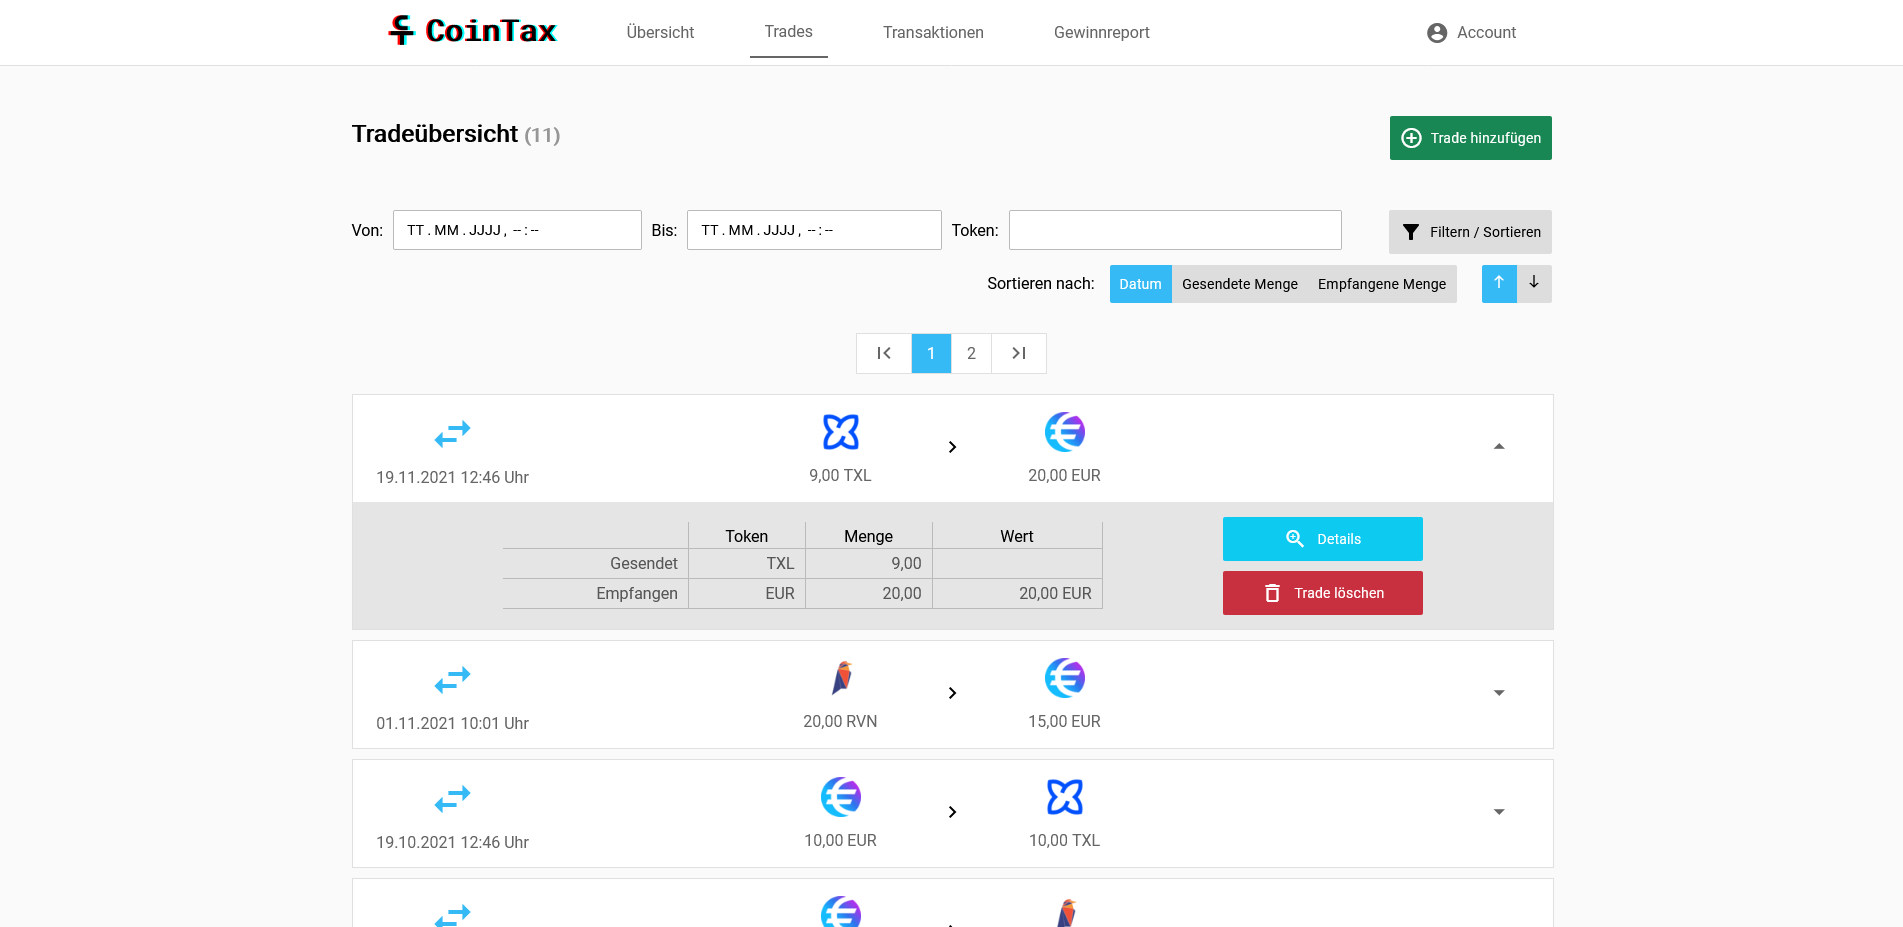 CoinTax Übersicht Trades Transaktionen Gewinnreport Account
Tradeübersicht (11)
Trade hinzufügen
Von: TT . MM . JJJJ , -- : -- Bis: TT . MM . JJJJ , -- : -- Token: Filtern / Sortieren
Sortieren nach: Datum Gesendete Menge Empfangene Menge
1 2
19.11.2021 12:46 Uhr 9,00 TXL 20,00 EUR
Token Menge Wert
Gesendet TXL 9,00
Empfangen EUR 20,00 20,00 EUR
Details
Trade löschen
01.11.2021 10:01 Uhr 20,00 RVN 15,00 EUR
19.10.2021 12:46 Uhr 10,00 EUR 10,00 TXL